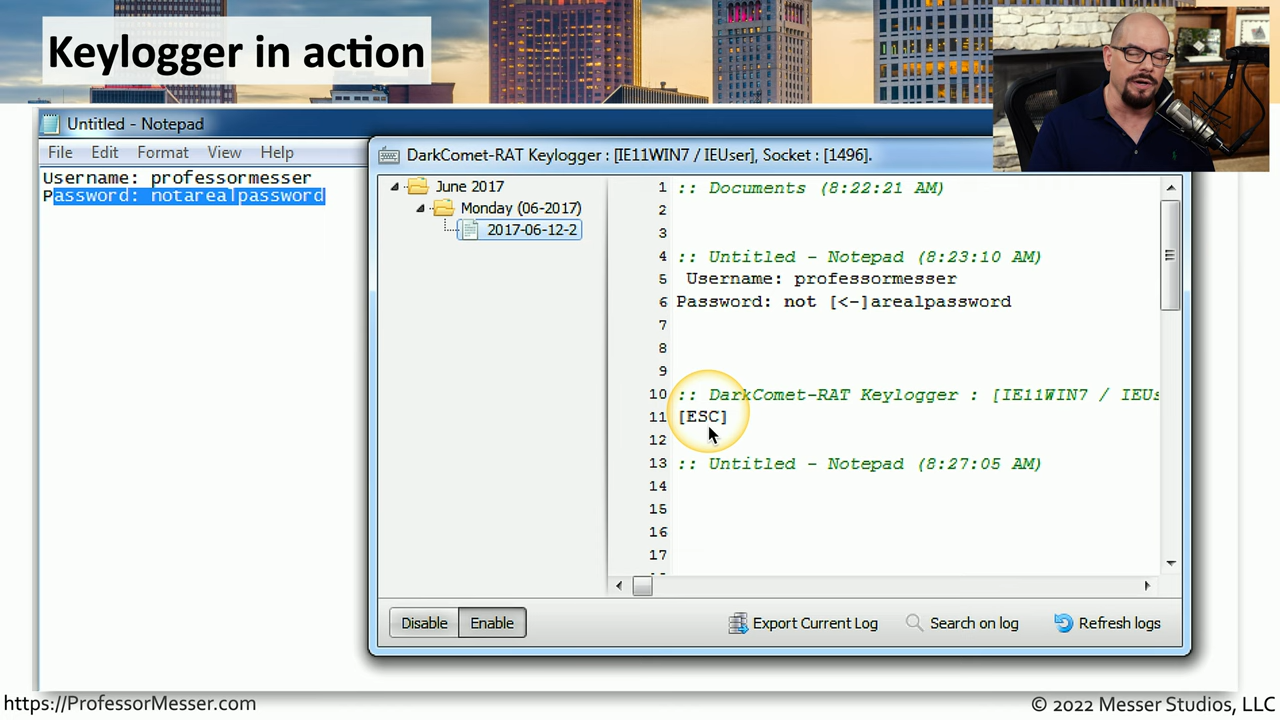 Keylogger in action
Untitled - Notepad
File Edit Format View Help
Username: professormesser
Password: notarealpassword
DarkComet-RAT Keylogger : [IE11WIN7 / IEUser], Socket : [1496].
June 2017
Monday (06-2017)
2017-06-12-2
1 :: Documents (8:22:21 AM)
2
3
4 :: Untitled - Notepad (8:23:10 AM)
5 Username: professormesser
6 Password: not [<-]arealpassword
7
8
9
10 :: DarkComet-RAT Keylogger : [IE11WIN7 / IEUs
11 [ESC]
12
13 :: Untitled - Notepad (8:27:05 AM)
14
15
16
17
Disable Enable Export Current Log Search on log Refresh logs
https://ProfessorMesser.com
© 2022 Messer Studios, LLC